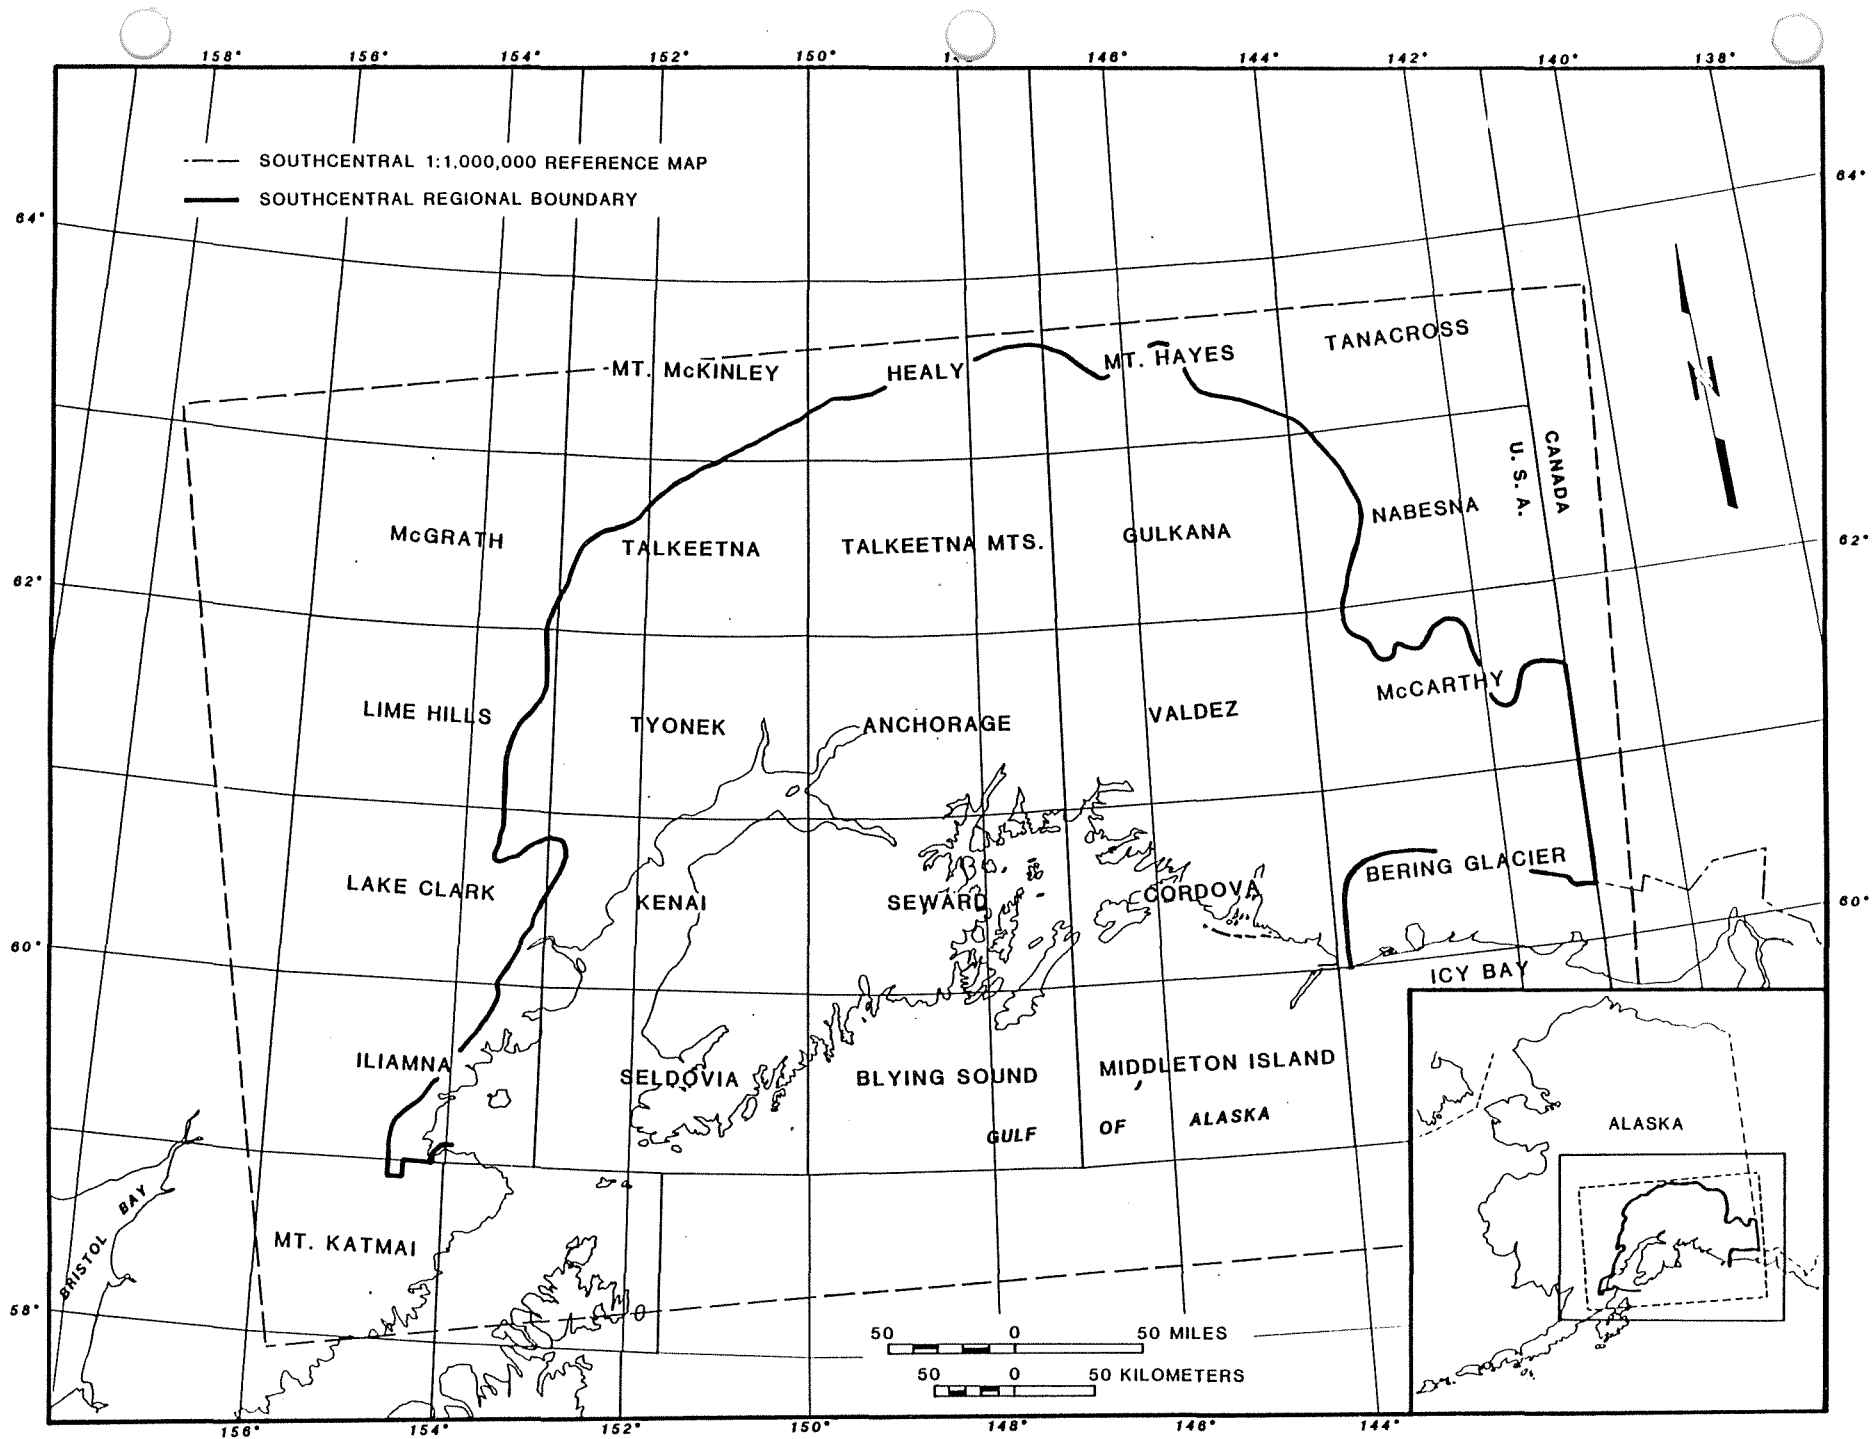 158° 156° 154° 152° 150° 146° 144° 142° 140° 138°
SOUTHCENTRAL 1:1,000,000 REFERENCE MAP
SOUTHCENTRAL REGIONAL BOUNDARY
64° 64°
MT. McKINLEY HEALY MT. HAYES TANACROSS
N
U.S.A. CANADA
McGRATH TALKEETNA TALKEETNA MTS. GULKANA NABESNA
62° 62°
LIME HILLS TYONEK ANCHORAGE VALDEZ McCARTHY
LAKE CLARK KENAI SEWARD CORDOVA BERING GLACIER
60° 60°
ICY BAY
ILIAMNA SELDOVIA BLYING SOUND MIDDLETON ISLAND
GULF OF ALASKA
ALASKA
BRISTOL BAY
MT. KATMAI
58°
50 0 50 MILES
50 0 50 KILOMETERS
156° 154° 152° 150° 148° 146° 144°